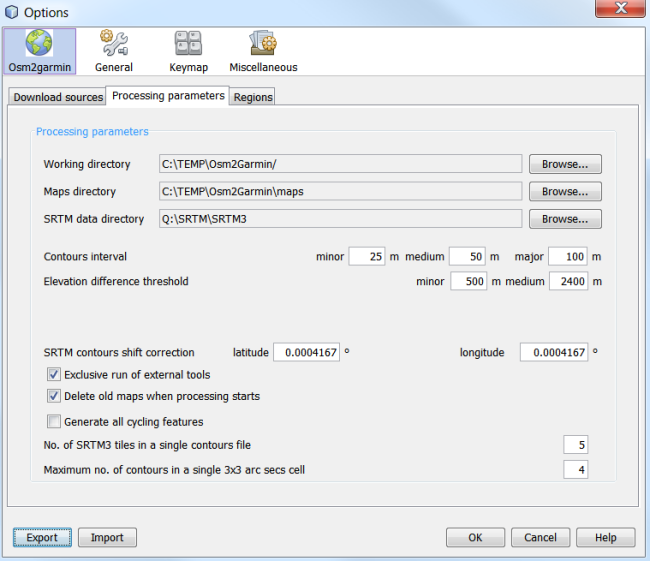 Options
Osm2garmin General Keymap Miscellaneous
Download sources Processing parameters Regions
Processing parameters
Working directory C:\TEMP\Osm2Garmin/ Browse...
Maps directory C:\TEMP\Osm2Garmin\maps Browse...
SRTM data directory Q:\SRTM\SRTM3 Browse...
Contours interval minor 25 m medium 50 m major 100 m
Elevation difference threshold minor 500 m medium 2400 m
SRTM contours shift correction latitude 0.0004167 º longitude 0.0004167 º
Exclusive run of external tools
Delete old maps when processing starts
Generate all cycling features
No. of SRTM3 tiles in a single contours file 5
Maximum no. of contours in a single 3x3 arc secs cell 4
Export Import OK Cancel Help